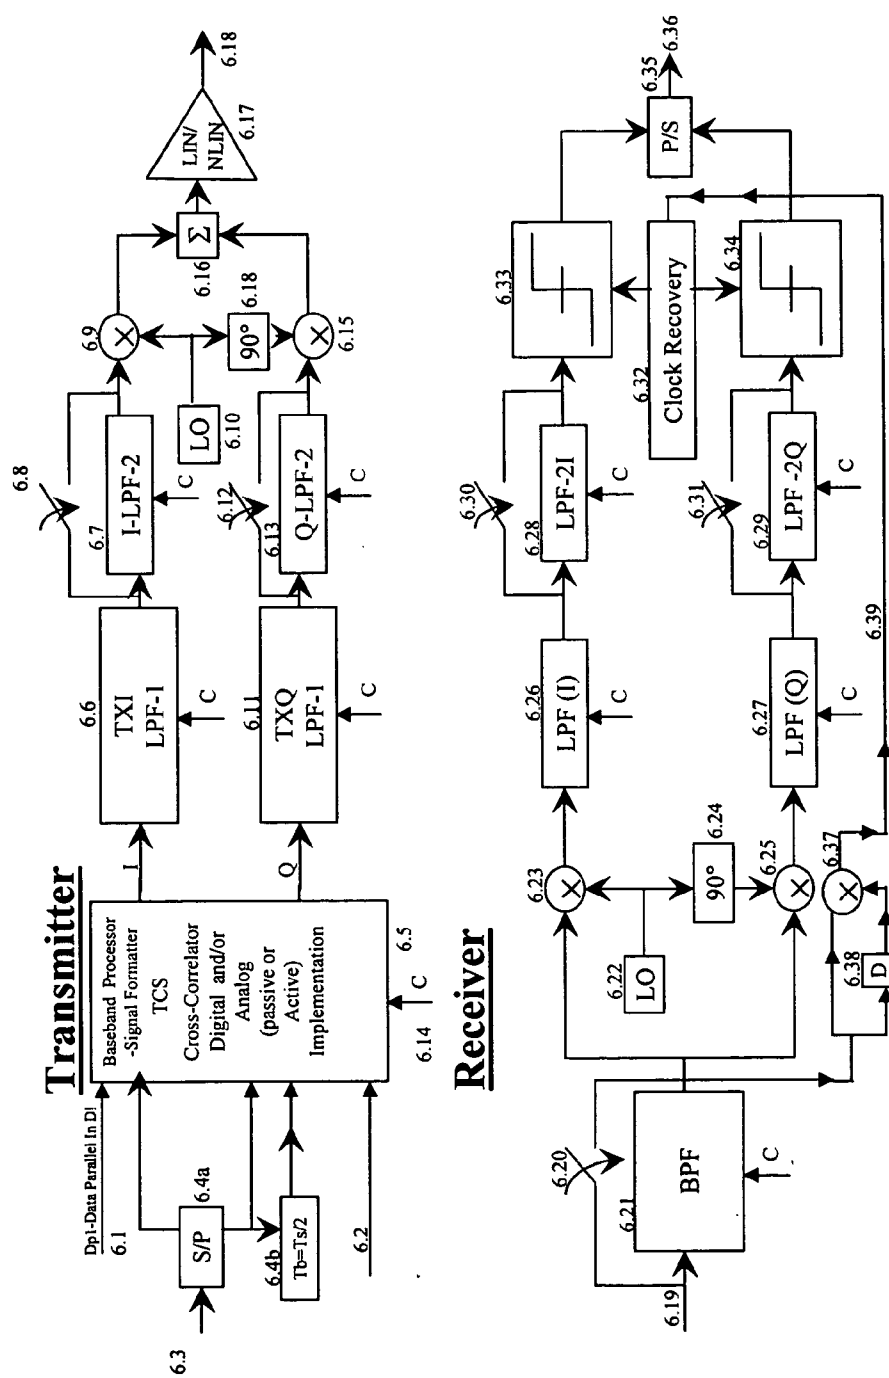 Transmitter
Dp1-Data Parallel In D!
6.1
6.3
S/P
6.4a
6.4b
Tb=Ts/2
6.2
Baseband Processor
-Signal Formatter
TCS
Cross-Correlator
Digital and/or
Analog
(passive or
Active)
Implementation
6.5
C
6.14
I
Q
6.6
TXI
LPF-1
C
6.11
TXQ
LPF-1
C
6.8
6.7
I-LPF-2
C
6.12
6.13
Q-LPF-2
C
6.9
LO
6.10
90°
6.18
6.15
Σ
6.16
LIN/
NLIN
6.17
6.18
Receiver
6.19
6.20
6.21
BPF
C
6.22
LO
6.23
90°
6.24
6.25
6.37
6.38
D
6.39
6.26
LPF (I)
C
6.27
LPF (Q)
C
6.30
6.28
LPF-2I
C
6.31
6.29
LPF -2Q
C
6.33
6.32
Clock Recovery
6.34
P/S
6.35
6.36